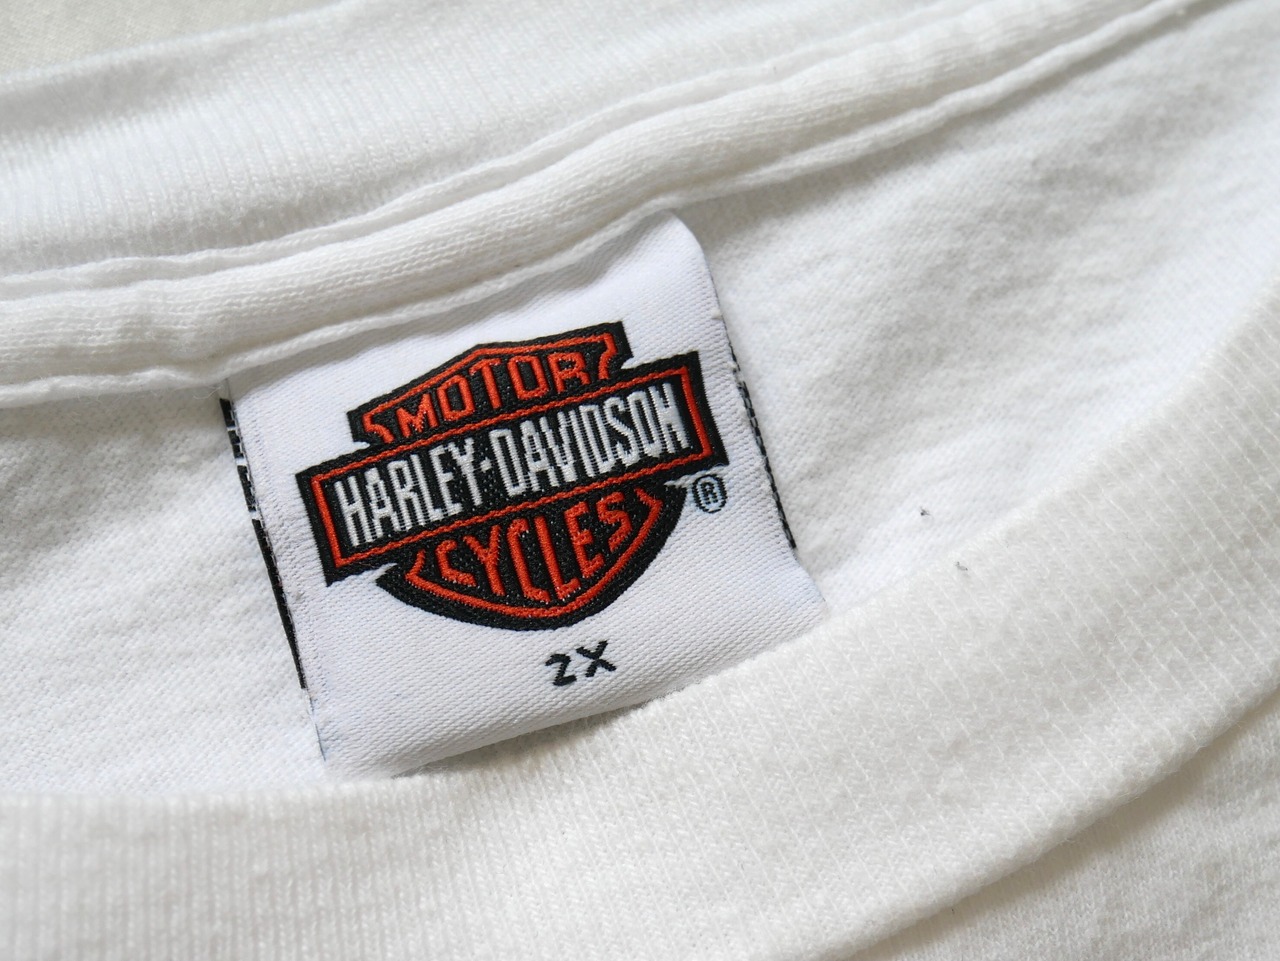 MOTOR
HARLEY-DAVIDSON
CYCLES
®
2X